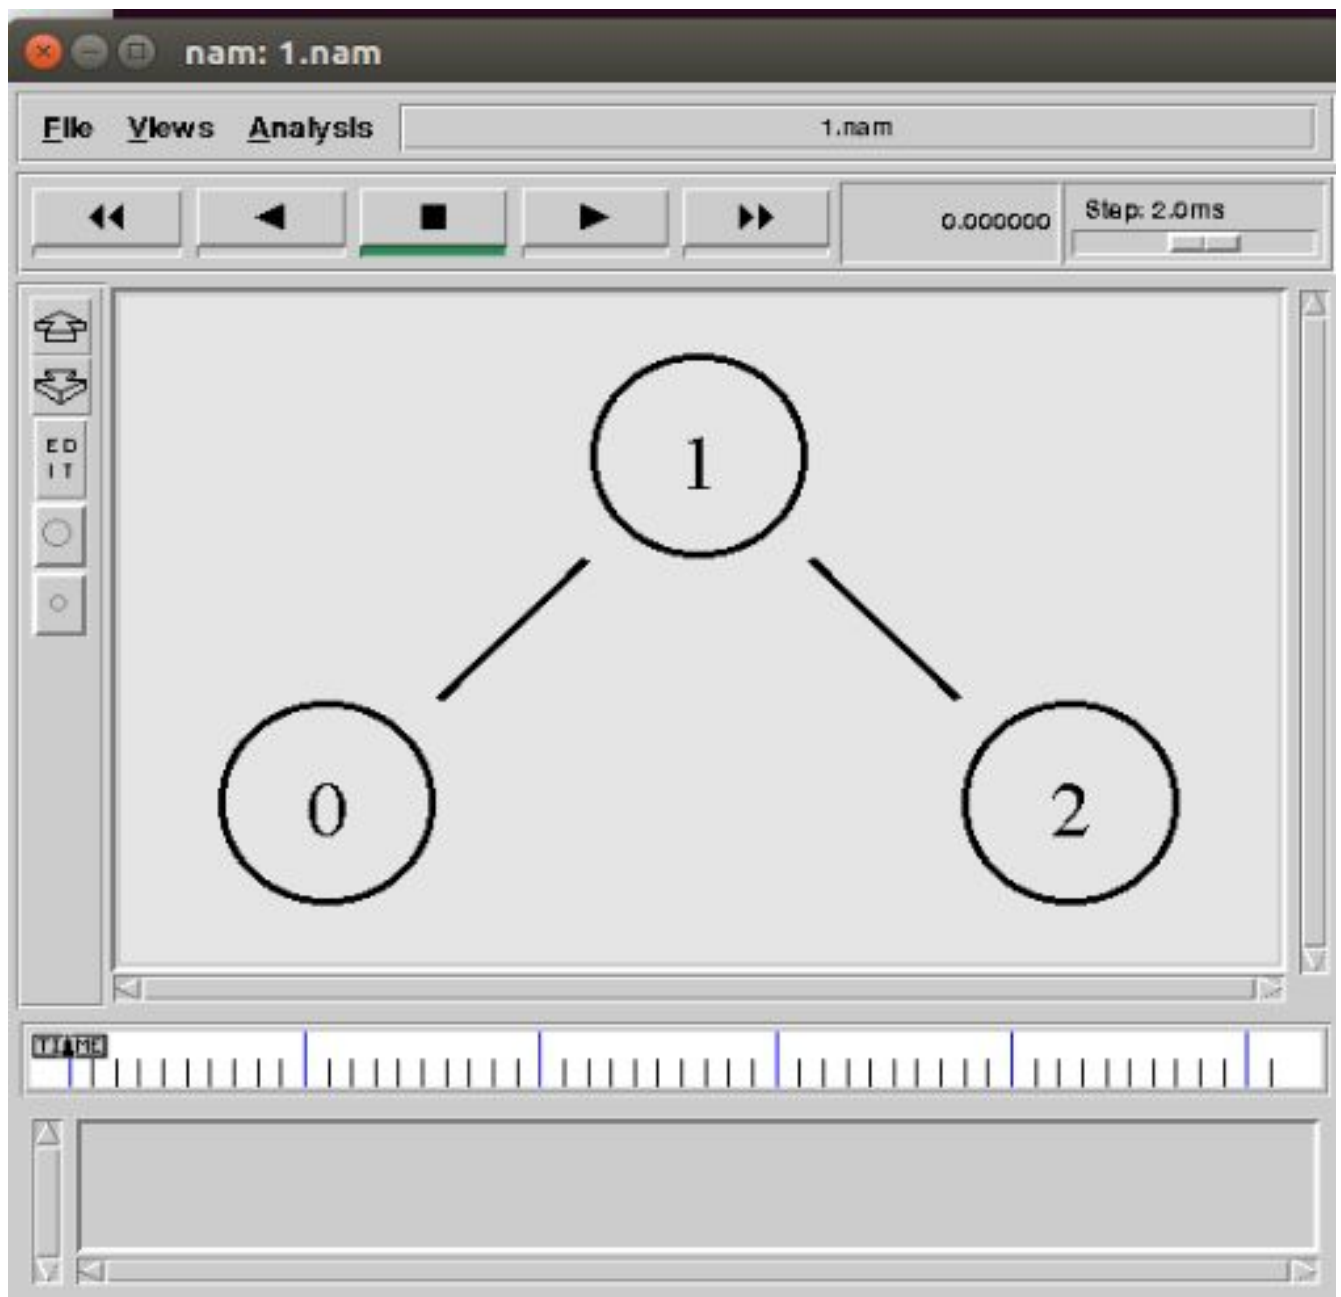 nam: 1.nam
File Views Analysis 1.nam
0.000000 Step: 2.0ms
ED
IT
1
0 2
TIME